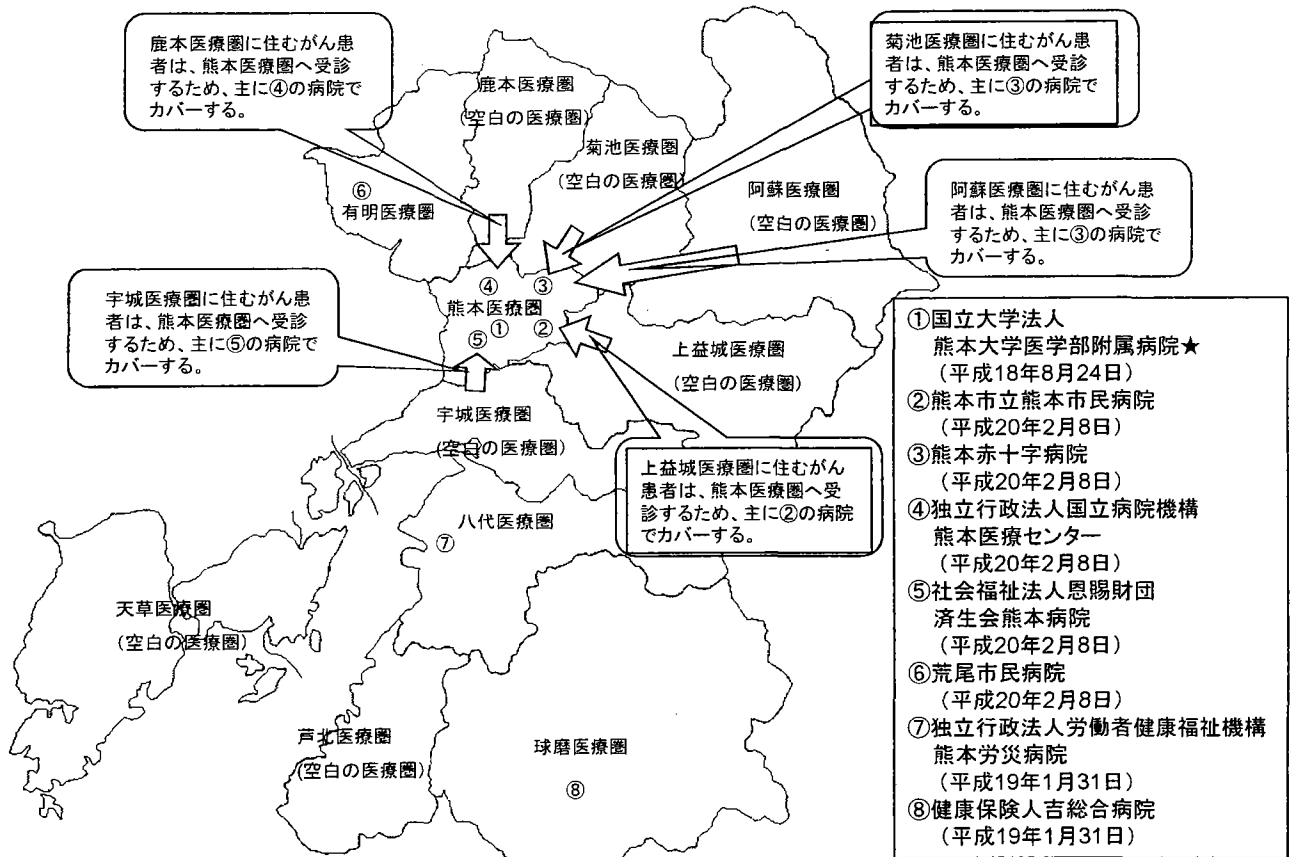 鹿本医療圏に住むがん患
者は、熊本医療圏へ受診
するため、主に④の病院で
カバーする。
菊池医療圏に住むがん患
者は、熊本医療圏へ受診
するため、主に③の病院で
カバーする。
鹿本医療圏
(空白の医療圏)
菊池医療圏
(空白の医療圏)
⑥
有明医療圏
阿蘇医療圏
(空白の医療圏)
阿蘇医療圏に住むがん患
者は、熊本医療圏へ受診
するため、主に③の病院で
カバーする。
宇城医療圏に住むがん患
者は、熊本医療圏へ受診
するため、主に⑤の病院で
カバーする。
④
③
熊本医療圏
⑤
①
②
上益城医療圏
(空白の医療圏)
宇城医療圏
(空白の医療圏)
上益城医療圏に住むがん
患者は、熊本医療圏へ受
診するため、主に②の病院
でカバーする。
八代医療圏
⑦
天草医療圏
(空白の医療圏)
芦北医療圏
(空白の医療圏)
球磨医療圏
⑧
①国立大学法人
熊本大学医学部附属病院★
(平成18年8月24日)
②熊本市立熊本市民病院
(平成20年2月8日)
③熊本赤十字病院
(平成20年2月8日)
④独立行政法人国立病院機構
熊本医療センター
(平成20年2月8日)
⑤社会福祉法人恩賜財団
済生会熊本病院
(平成20年2月8日)
⑥荒尾市民病院
(平成20年2月8日)
⑦独立行政法人労働者健康福祉機構
熊本労災病院
(平成19年1月31日)
⑧健康保険人吉総合病院
(平成19年1月31日)